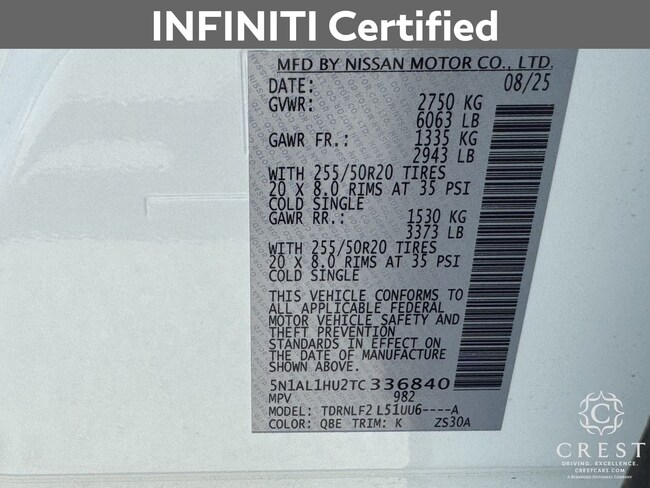 INFINITI Certified
MFD BY NISSAN MOTOR CO., LTD.
DATE: 08/25
GVWR: 2750 KG
6063 LB
GAWR FR.: 1335 KG
2943 LB
WITH 255/50R20 TIRES
20 X 8.0 RIMS AT 35 PSI
COLD SINGLE
GAWR RR.: 1530 KG
3373 LB
WITH 255/50R20 TIRES
20 X 8.0 RIMS AT 35 PSI
COLD SINGLE
THIS VEHICLE CONFORMS TO
ALL APPLICABLE FEDERAL
MOTOR VEHICLE SAFETY AND
THEFT PREVENTION
STANDARDS IN EFFECT ON
THE DATE OF MANUFACTURE
SHOWN ABOVE.
5N1AL1HU2TC336840
MPV 982
MODEL: TDRNLF2 L51UU6----A
COLOR: QBE TRIM: K ZS30A
C
CREST
DRIVING. EXCELLENCE.
CRESTCARS.COM